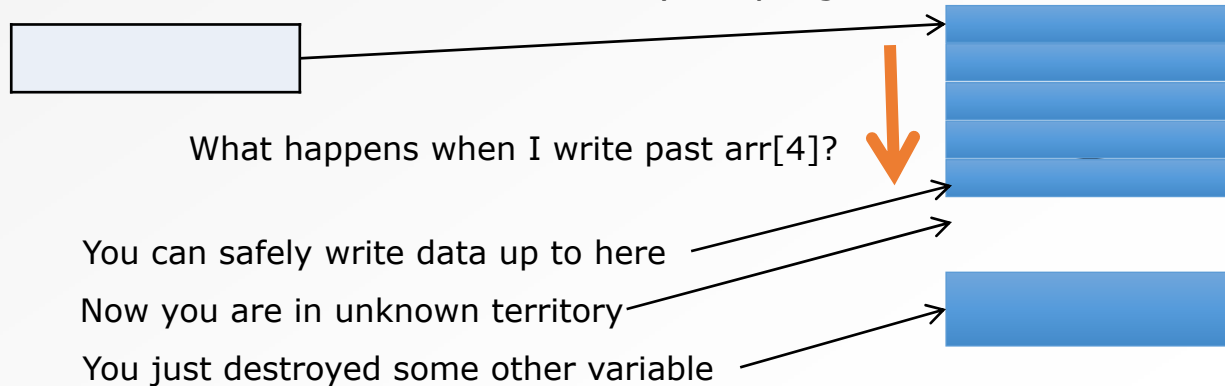 What happens when I write past arr[4]?
You can safely write data up to here
Now you are in unknown territory
You just destroyed some other variable